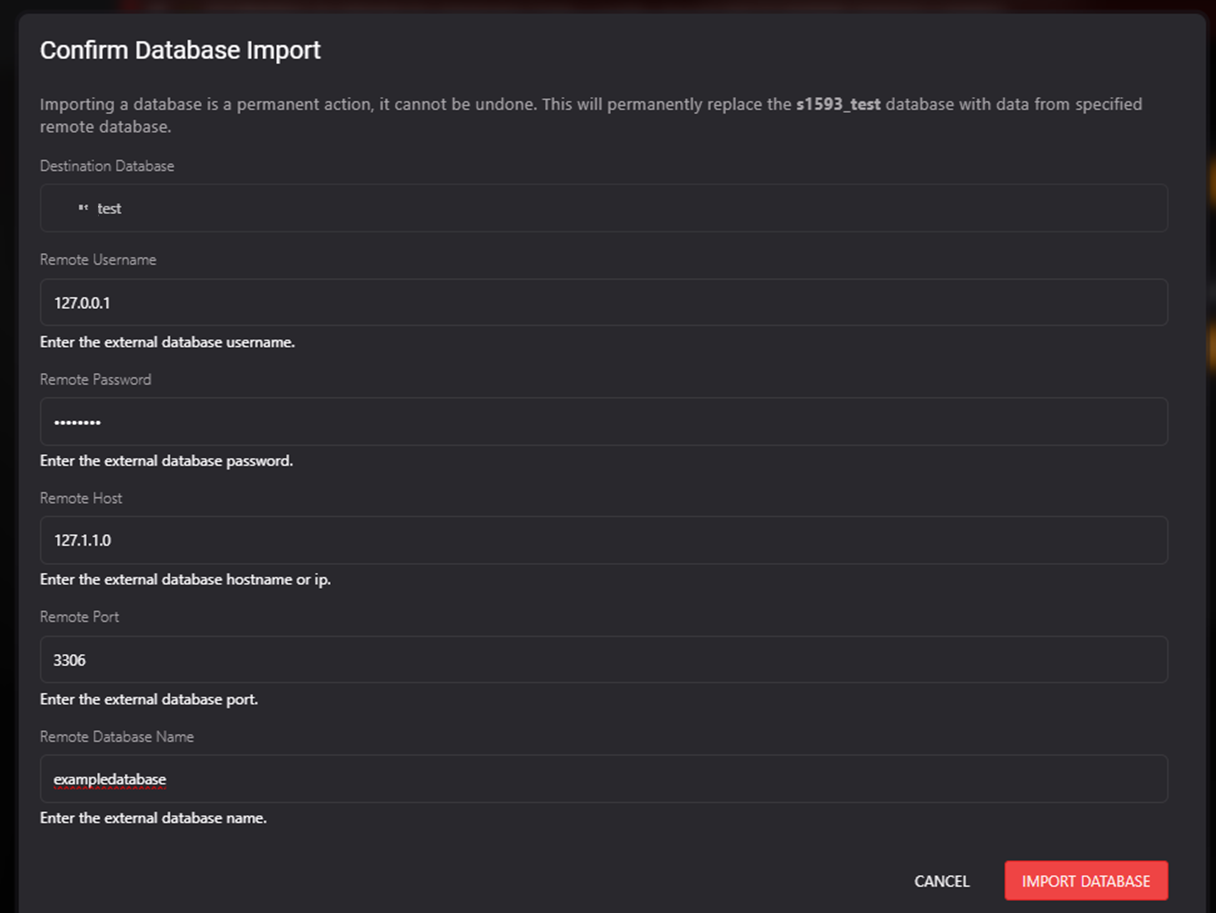 Confirm Database Import
Importing a database is a permanent action, it cannot be undone. This will permanently replace the s1593_test database with data from specified
remote database.
Destination Database
test
Remote Username
127.0.0.1
Enter the external database username.
Remote Password
••••••••
Enter the external database password.
Remote Host
127.1.1.0
Enter the external database hostname or ip.
Remote Port
3306
Enter the external database port.
Remote Database Name
exampledatabase
Enter the external database name.
CANCEL
IMPORT DATABASE